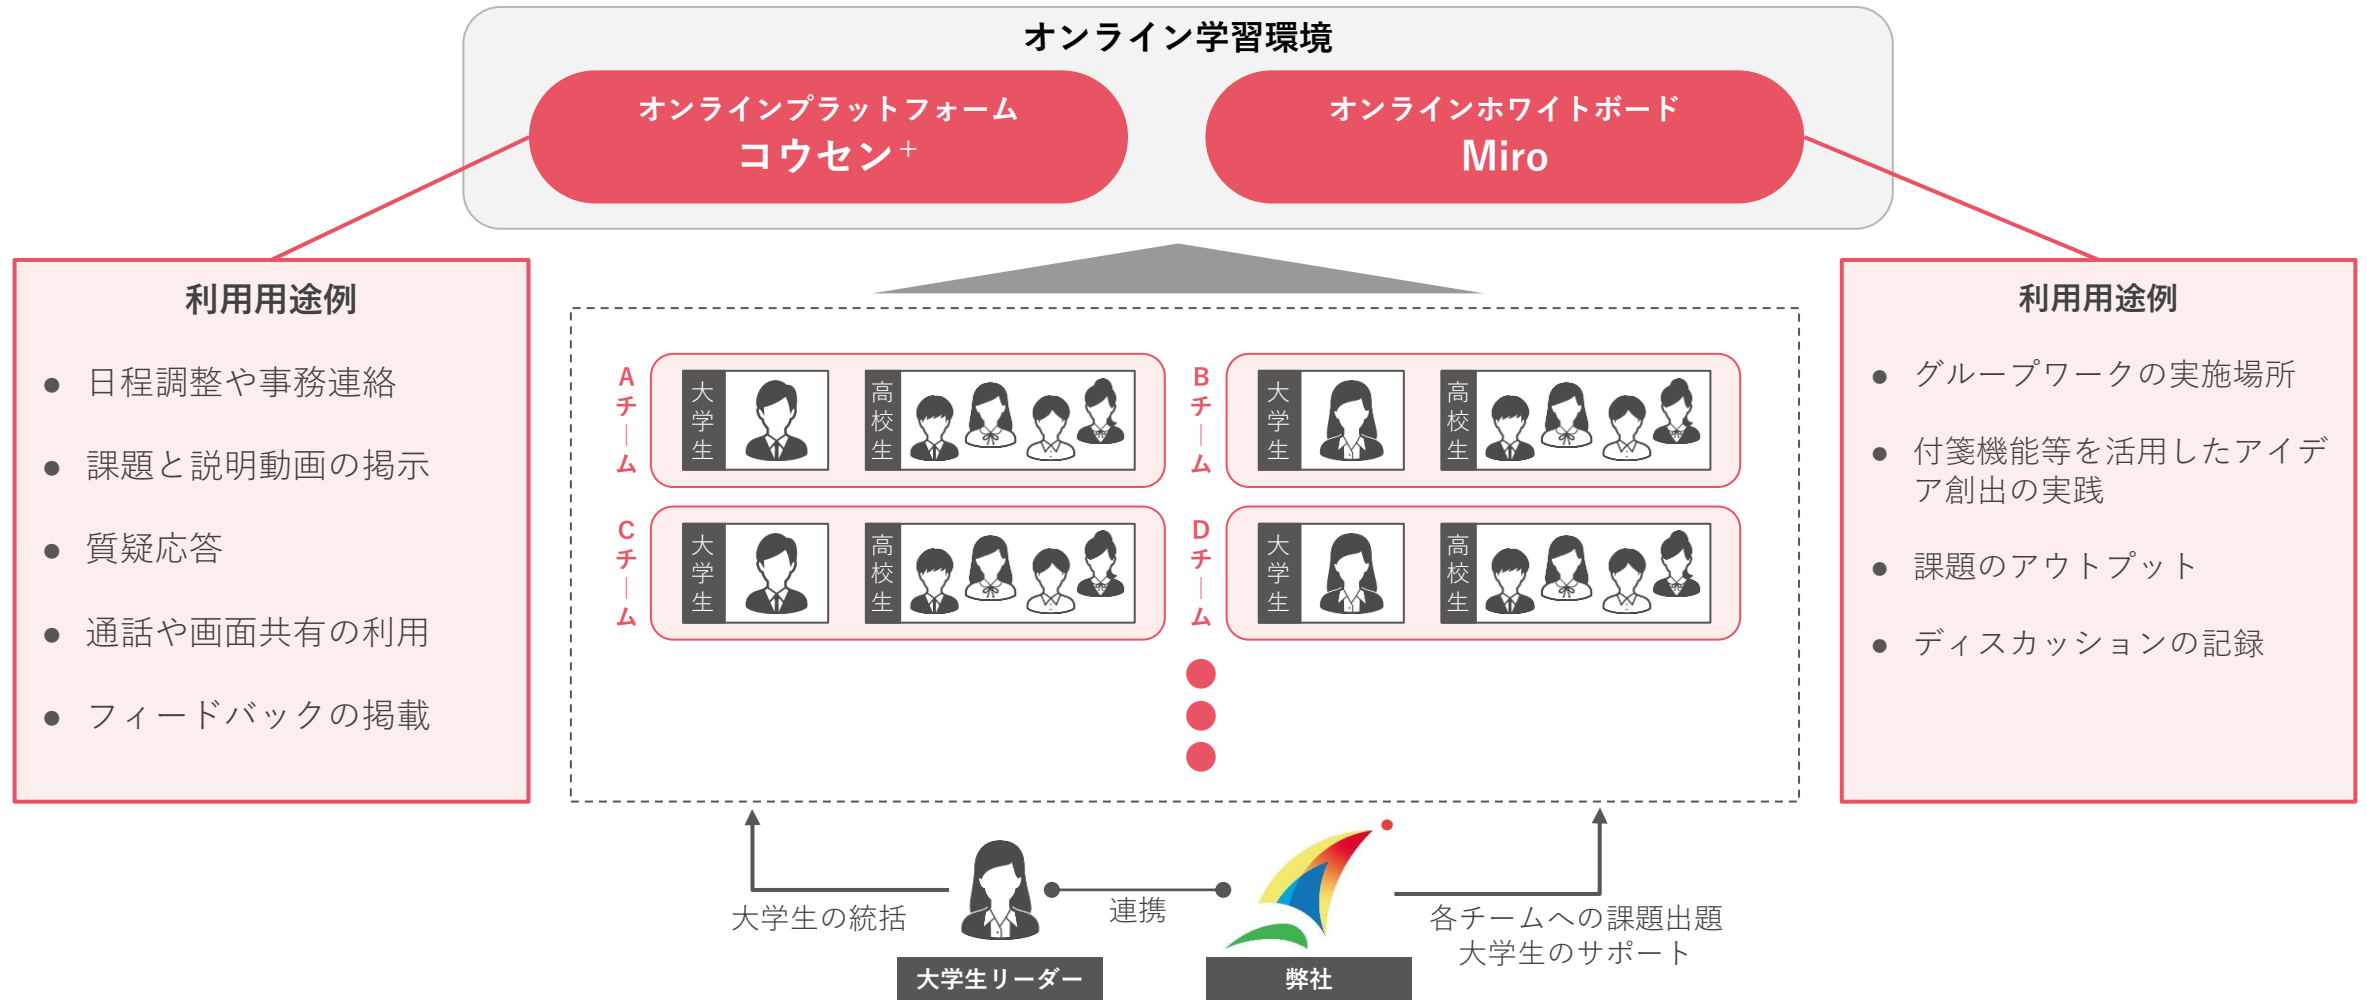 オンライン学習環境
オンラインプラットフォーム
コウセン⁺
オンラインホワイトボード
Miro
利用用途例
● 日程調整や事務連絡
● 課題と説明動画の掲示
● 質疑応答
● 通話や画面共有の利用
● フィードバックの掲載
Aチーム
大学生
高校生
Bチーム
大学生
高校生
Cチーム
大学生
高校生
Dチーム
大学生
高校生
利用用途例
● グループワークの実施場所
● 付箋機能等を活用したアイデ
ア創出の実践
● 課題のアウトプット
● ディスカッションの記録
大学生の統括
連携
各チームへの課題出題
大学生のサポート
大学生リーダー
弊社